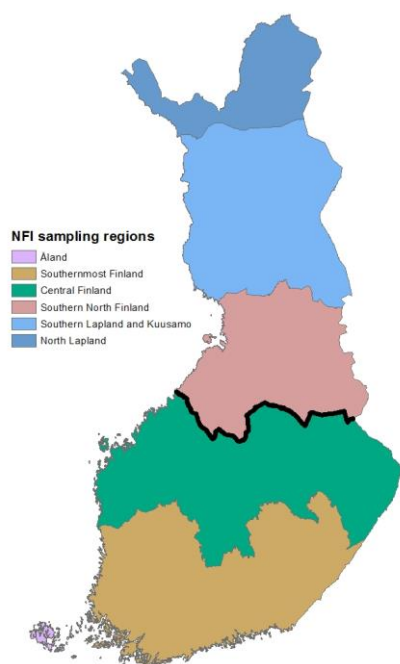 NFI sampling regions
Åland
Southernmost Finland
Central Finland
Southern North Finland
Southern Lapland and Kuusamo
North Lapland